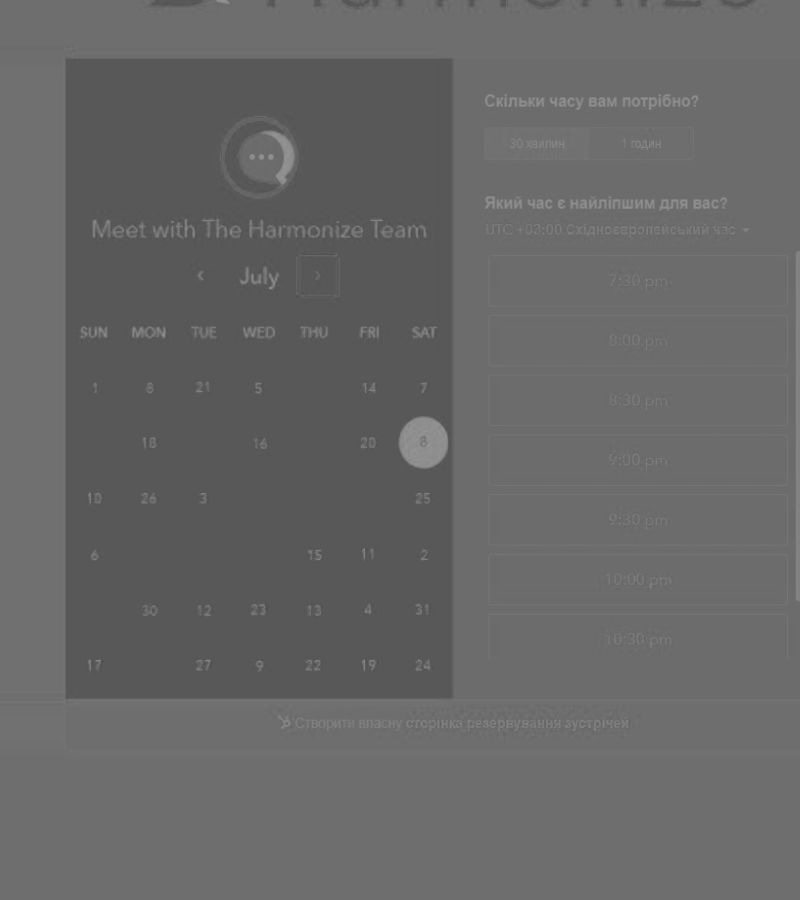 Harmonize
Meet with The Harmonize Team
July
SUN MON TUE WED THU FRI SAT
1 8 21 5 14 7
18 16 20 8
10 26 3 25
6 15 11 2
30 12 23 13 4 31
17 27 9 22 19 24
Скільки часу вам потрібно?
30 хвилин 1 годин
Який час є найліпшим для вас?
UTC +03:00 Східноєвропейський час
7:30 pm
8:00 pm
8:30 pm
9:00 pm
9:30 pm
10:00 pm
10:30 pm
Створити власну сторінка резервування зустрічей